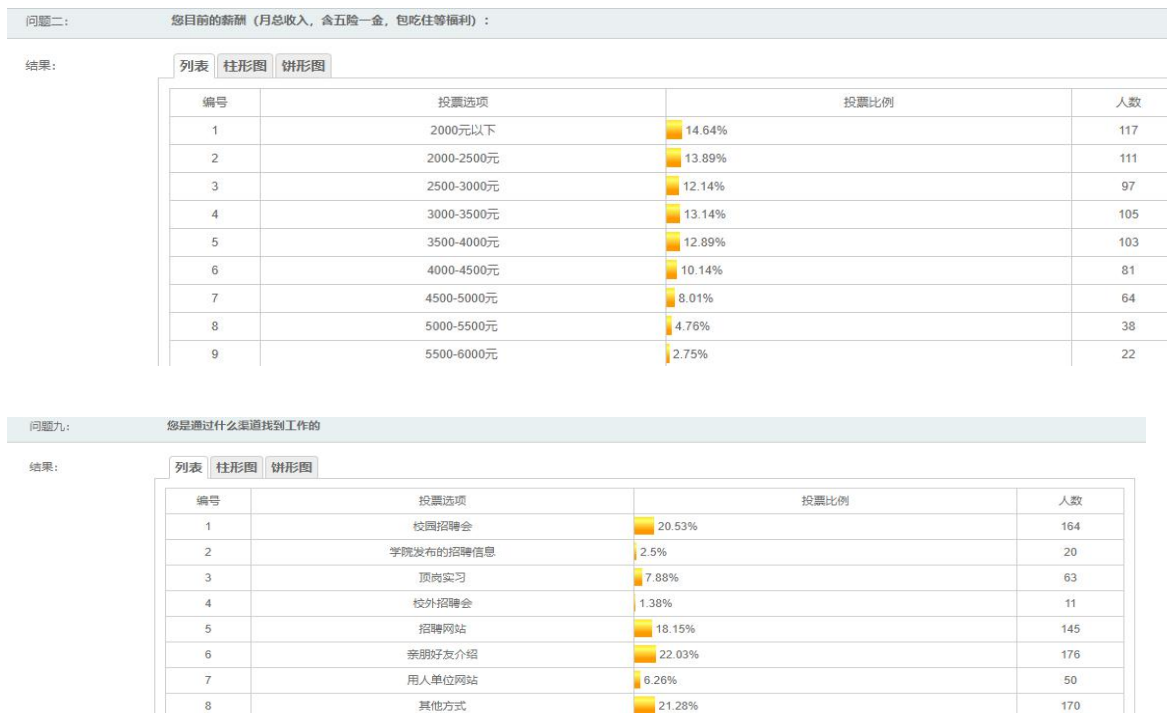 问题二: 您目前的薪酬（月总收入，含五险一金，包吃住等福利）:
结果: 列表 柱形图 饼形图
编号 投票选项 投票比例 人数
1 2000元以下 14.64% 117
2 2000-2500元 13.89% 111
3 2500-3000元 12.14% 97
4 3000-3500元 13.14% 105
5 3500-4000元 12.89% 103
6 4000-4500元 10.14% 81
7 4500-5000元 8.01% 64
8 5000-5500元 4.76% 38
9 5500-6000元 2.75% 22
问题九: 您是通过什么渠道找到工作的
结果: 列表 柱形图 饼形图
编号 投票选项 投票比例 人数
1 校园招聘会 20.53% 164
2 学院发布的招聘信息 2.5% 20
3 顶岗实习 7.88% 63
4 校外招聘会 1.38% 11
5 招聘网站 18.15% 145
6 亲朋好友介绍 22.03% 176
7 用人单位网站 6.26% 50
8 其他方式 21.28% 170